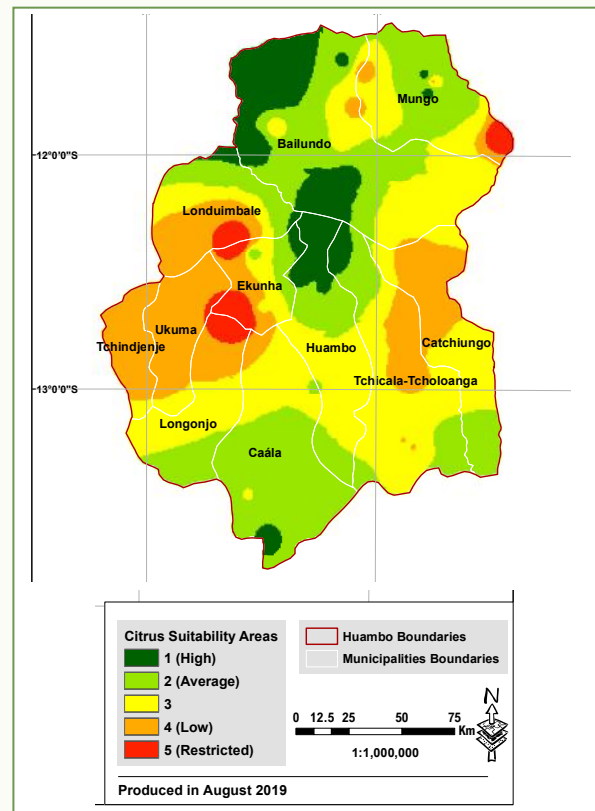 Mungo
12°0'0"S
Bailundo
Londuimbale
Ekunha
Ukuma
Tchindjenje
Huambo
Catchiungo
Tchicala-Tcholoanga
13°0'0"S
Longonjo
Caála
Citrus Suitability Areas
1 (High)
2 (Average)
3
4 (Low)
5 (Restricted)
Huambo Boundaries
Municipalities Boundaries
N
0 12.5 25 50 75
Km
1:1,000,000
Produced in August 2019